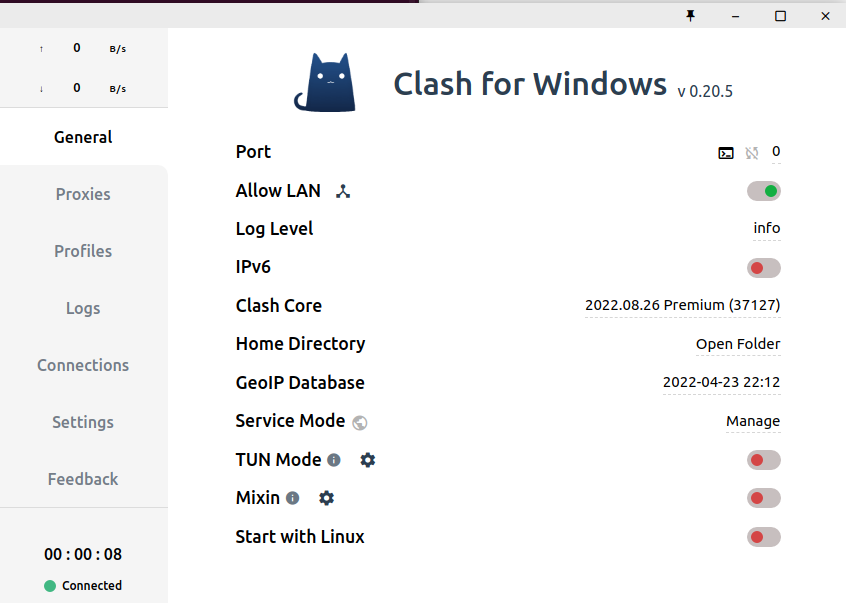 ↑ 0 B/s
↓ 0 B/s
General
Proxies
Profiles
Logs
Connections
Settings
Feedback
00 : 00 : 08
Connected
Clash for Windows v 0.20.5
Port 0
Allow LAN
Log Level info
IPv6
Clash Core 2022.08.26 Premium (37127)
Home Directory Open Folder
GeoIP Database 2022-04-23 22:12
Service Mode Manage
TUN Mode
Mixin
Start with Linux